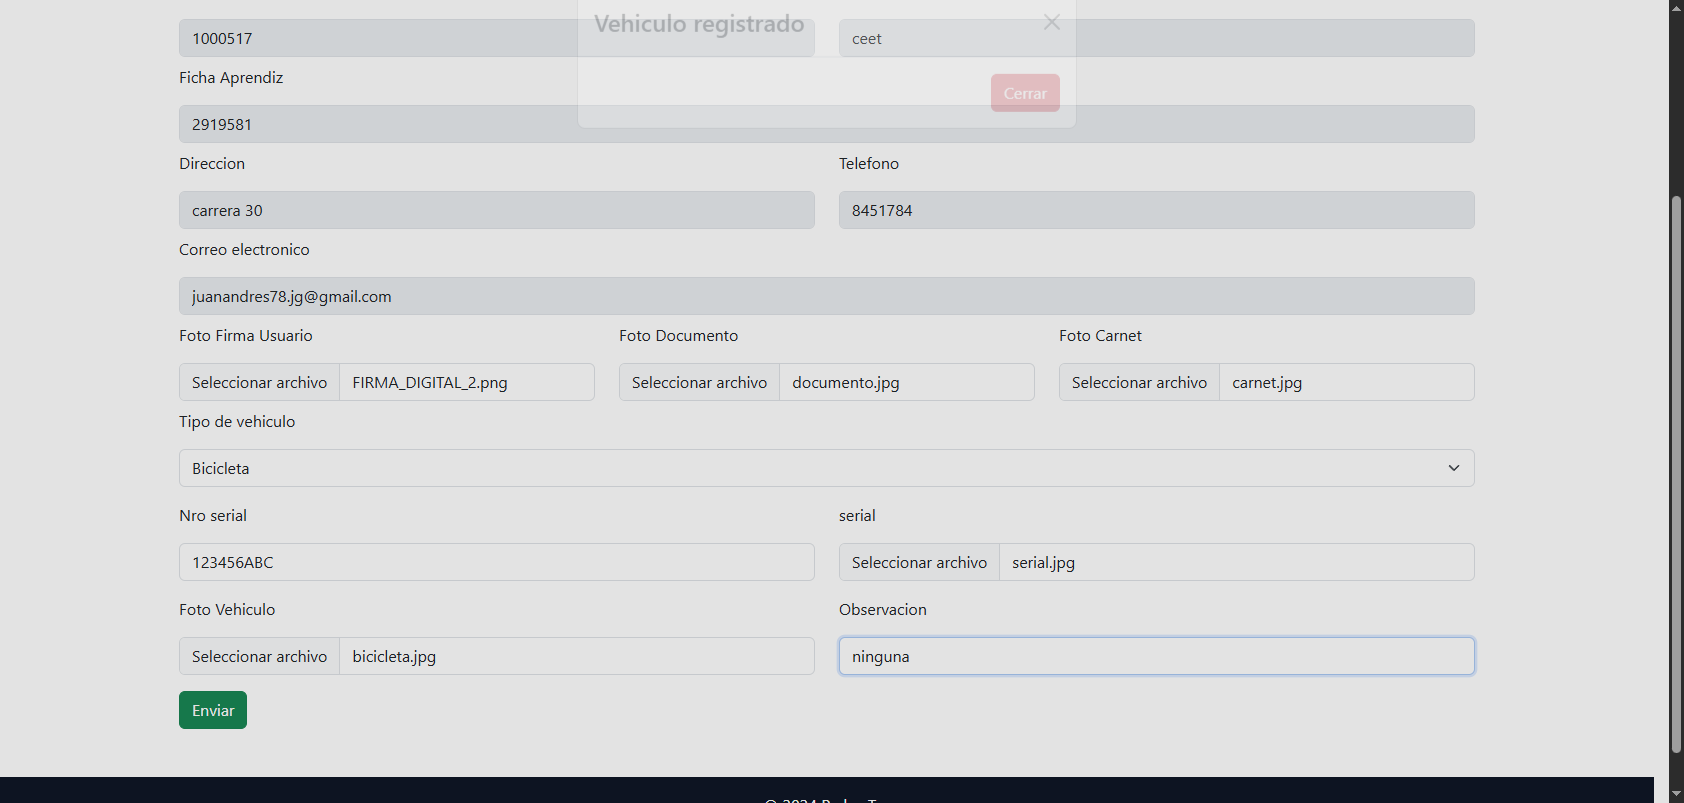 Vehiculo registrado
1000517
ceet
Ficha Aprendiz
Cerrar
2919581
Direccion
Telefono
carrera 30
8451784
Correo electronico
juanandres78.jg@gmail.com
Foto Firma Usuario
Foto Documento
Foto Carnet
Seleccionar archivo FIRMA_DIGITAL_2.png
Seleccionar archivo documento.jpg
Seleccionar archivo carnet.jpg
Tipo de vehiculo
Bicicleta
Nro serial
serial
123456ABC
Seleccionar archivo serial.jpg
Foto Vehiculo
Observacion
Seleccionar archivo bicicleta.jpg
ninguna
Enviar
© 2024